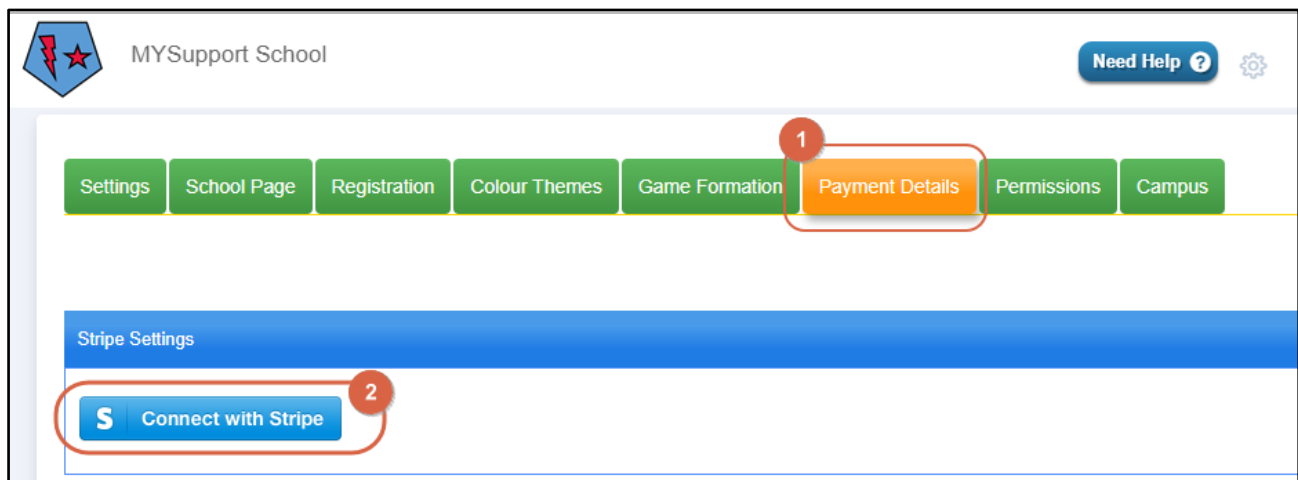 MYSupport School
Need Help ?
1
Settings School Page Registration Colour Themes Game Formation Payment Details Permissions Campus
Stripe Settings
2
S Connect with Stripe